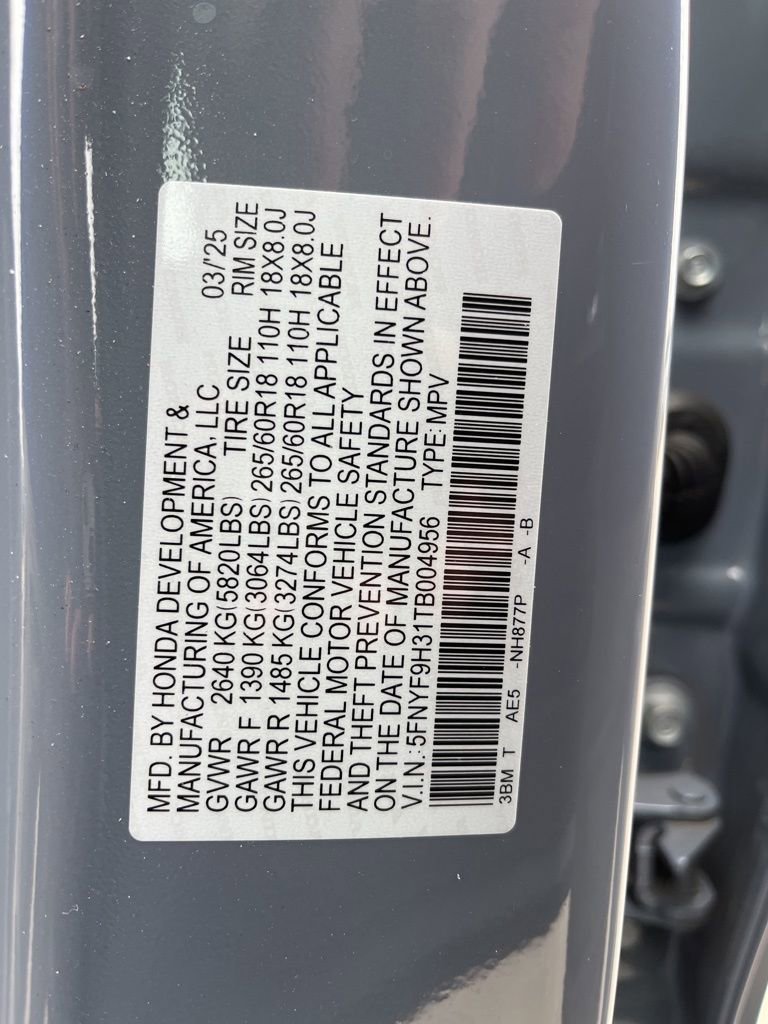 MFD. BY HONDA DEVELOPMENT &
MANUFACTURING OF AMERICA, LLC 03/'25
GVWR 2640 KG(5820LBS) TIRE SIZE RIM SIZE
GAWR F 1390 KG(3064LBS) 265/60R18 110H 18X8.0J
GAWR R 1485 KG(3274LBS) 265/60R18 110H 18X8.0J
THIS VEHICLE CONFORMS TO ALL APPLICABLE
FEDERAL MOTOR VEHICLE SAFETY
AND THEFT PREVENTION STANDARDS IN EFFECT
ON THE DATE OF MANUFACTURE SHOWN ABOVE.
V.I.N.:5FNYF9H31TB004956 TYPE:MPV
3BM T AE5 -NH877P -A -B